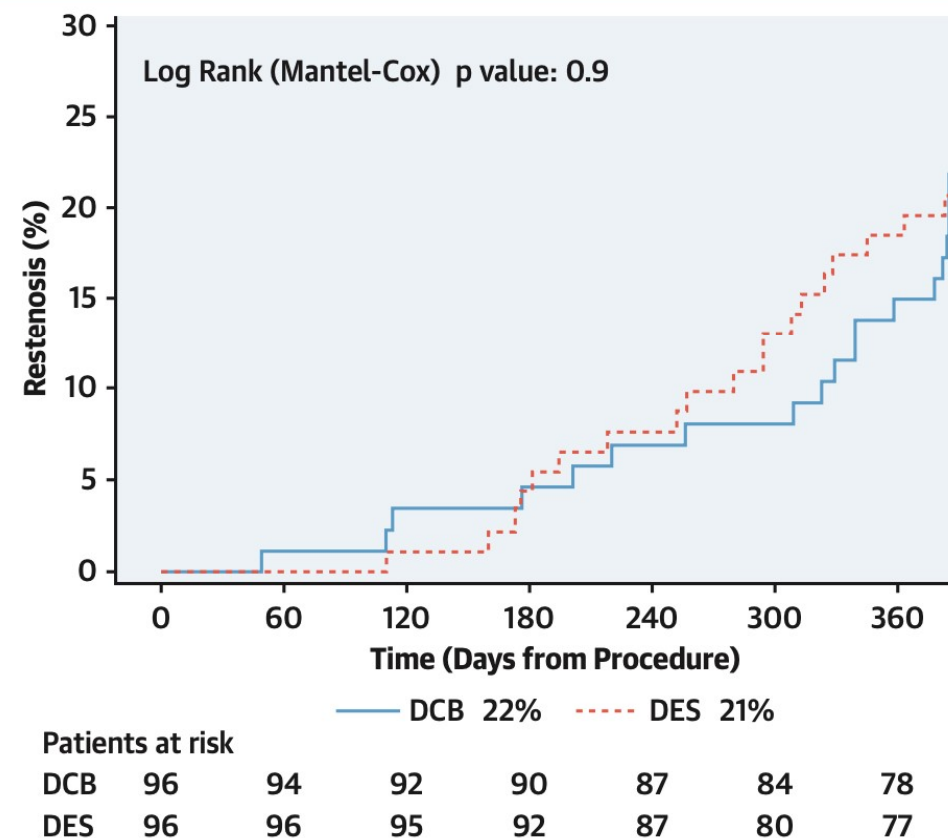 30
Log Rank (Mantel-Cox) p value: 0.9
25
20
15
10
5
0
Restenosis (%)
0 60 120 180 240 300 360
Time (Days from Procedure)
DCB 22% DES 21%
Patients at risk
DCB 96 94 92 90 87 84 78
DES 96 96 95 92 87 80 77